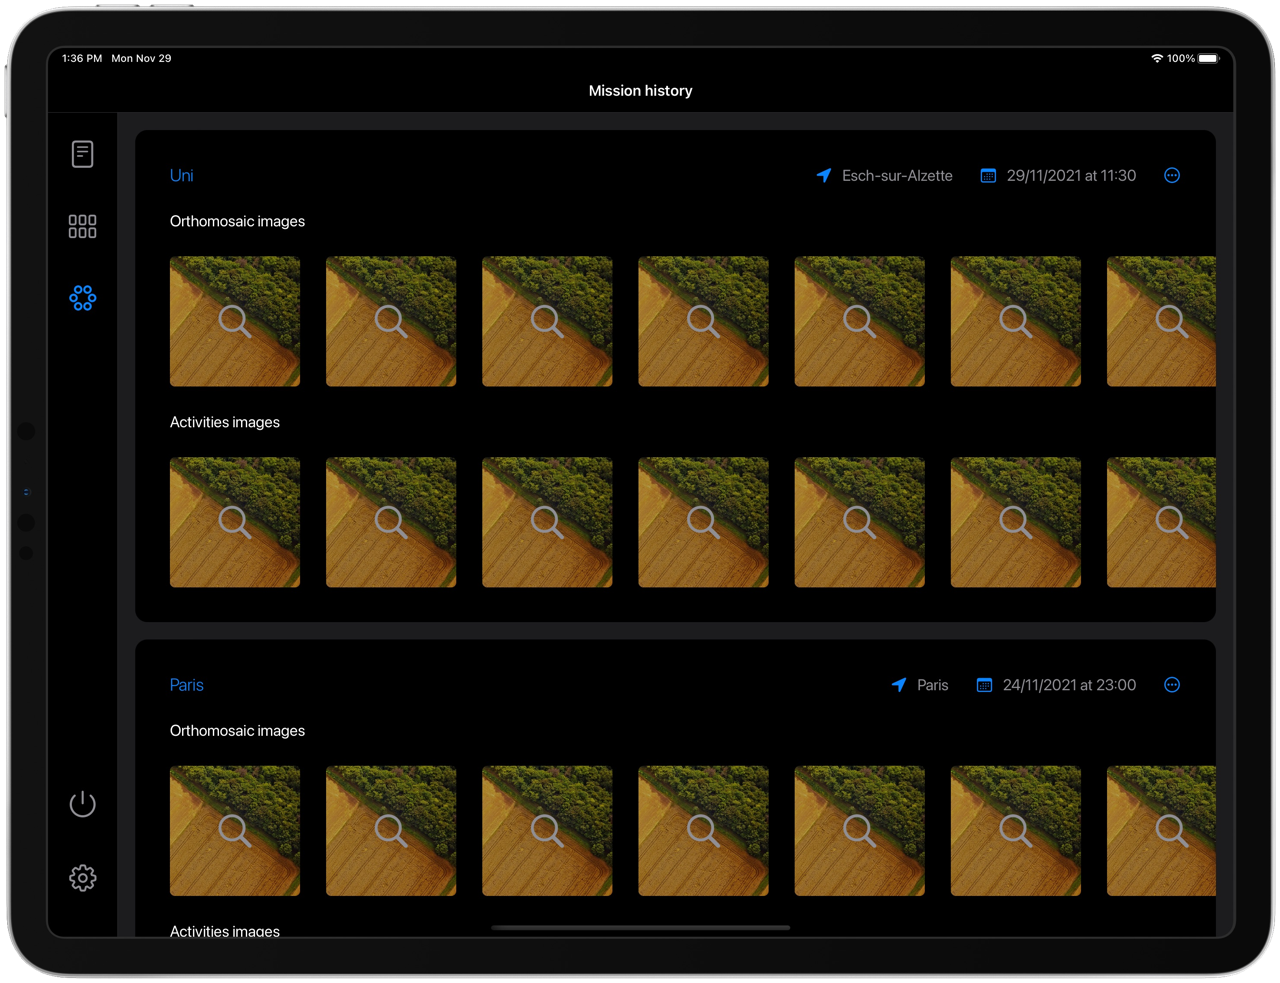 1:36 PM Mon Nov 29 100%
Mission history
Uni Esch-sur-Alzette 29/11/2021 at 11:30
Orthomosaic images
Activities images
Paris Paris 24/11/2021 at 23:00
Orthomosaic images
Activities images